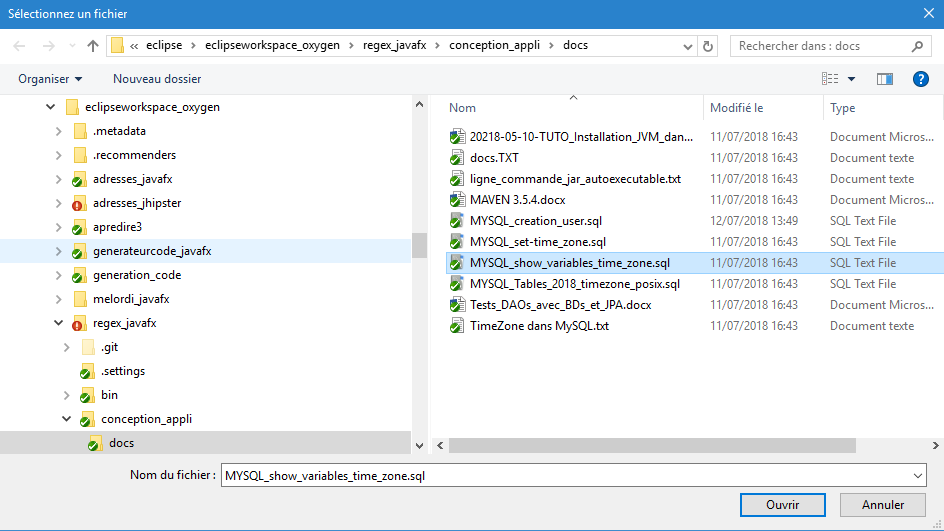 Sélectionnez un fichier
« eclipse > eclipseworkspace_oxygen > regex_javafx > conception_appli > docs
Rechercher dans : docs
Organiser Nouveau dossier
eclipseworkspace_oxygen
.metadata
.recommenders
adresses_javafx
adresses_jhipster
apredire3
generateurcode_javafx
generation_code
melordi_javafx
regex_javafx
.git
.settings
bin
conception_appli
docs
Nom Modifié le Type
20218-05-10-TUTO_Installation_JVM_dan... 11/07/2018 16:43 Document Micros...
docs.TXT 11/07/2018 16:43 Document texte
ligne_commande_jar_autoexecutable.txt 11/07/2018 16:43 Document texte
MAVEN 3.5.4.docx 11/07/2018 16:43 Document Micros...
MYSQL_creation_user.sql 12/07/2018 13:49 SQL Text File
MYSQL_set-time_zone.sql 11/07/2018 16:43 SQL Text File
MYSQL_show_variables_time_zone.sql 11/07/2018 16:43 SQL Text File
MYSQL_Tables_2018_timezone_posix.sql 11/07/2018 16:43 SQL Text File
Tests_DAOs_avec_BDs_et_JPA.docx 11/07/2018 16:43 Document Micros...
TimeZone dans MySQL.txt 11/07/2018 16:43 Document texte
Nom du fichier : MYSQL_show_variables_time_zone.sql
Ouvrir Annuler